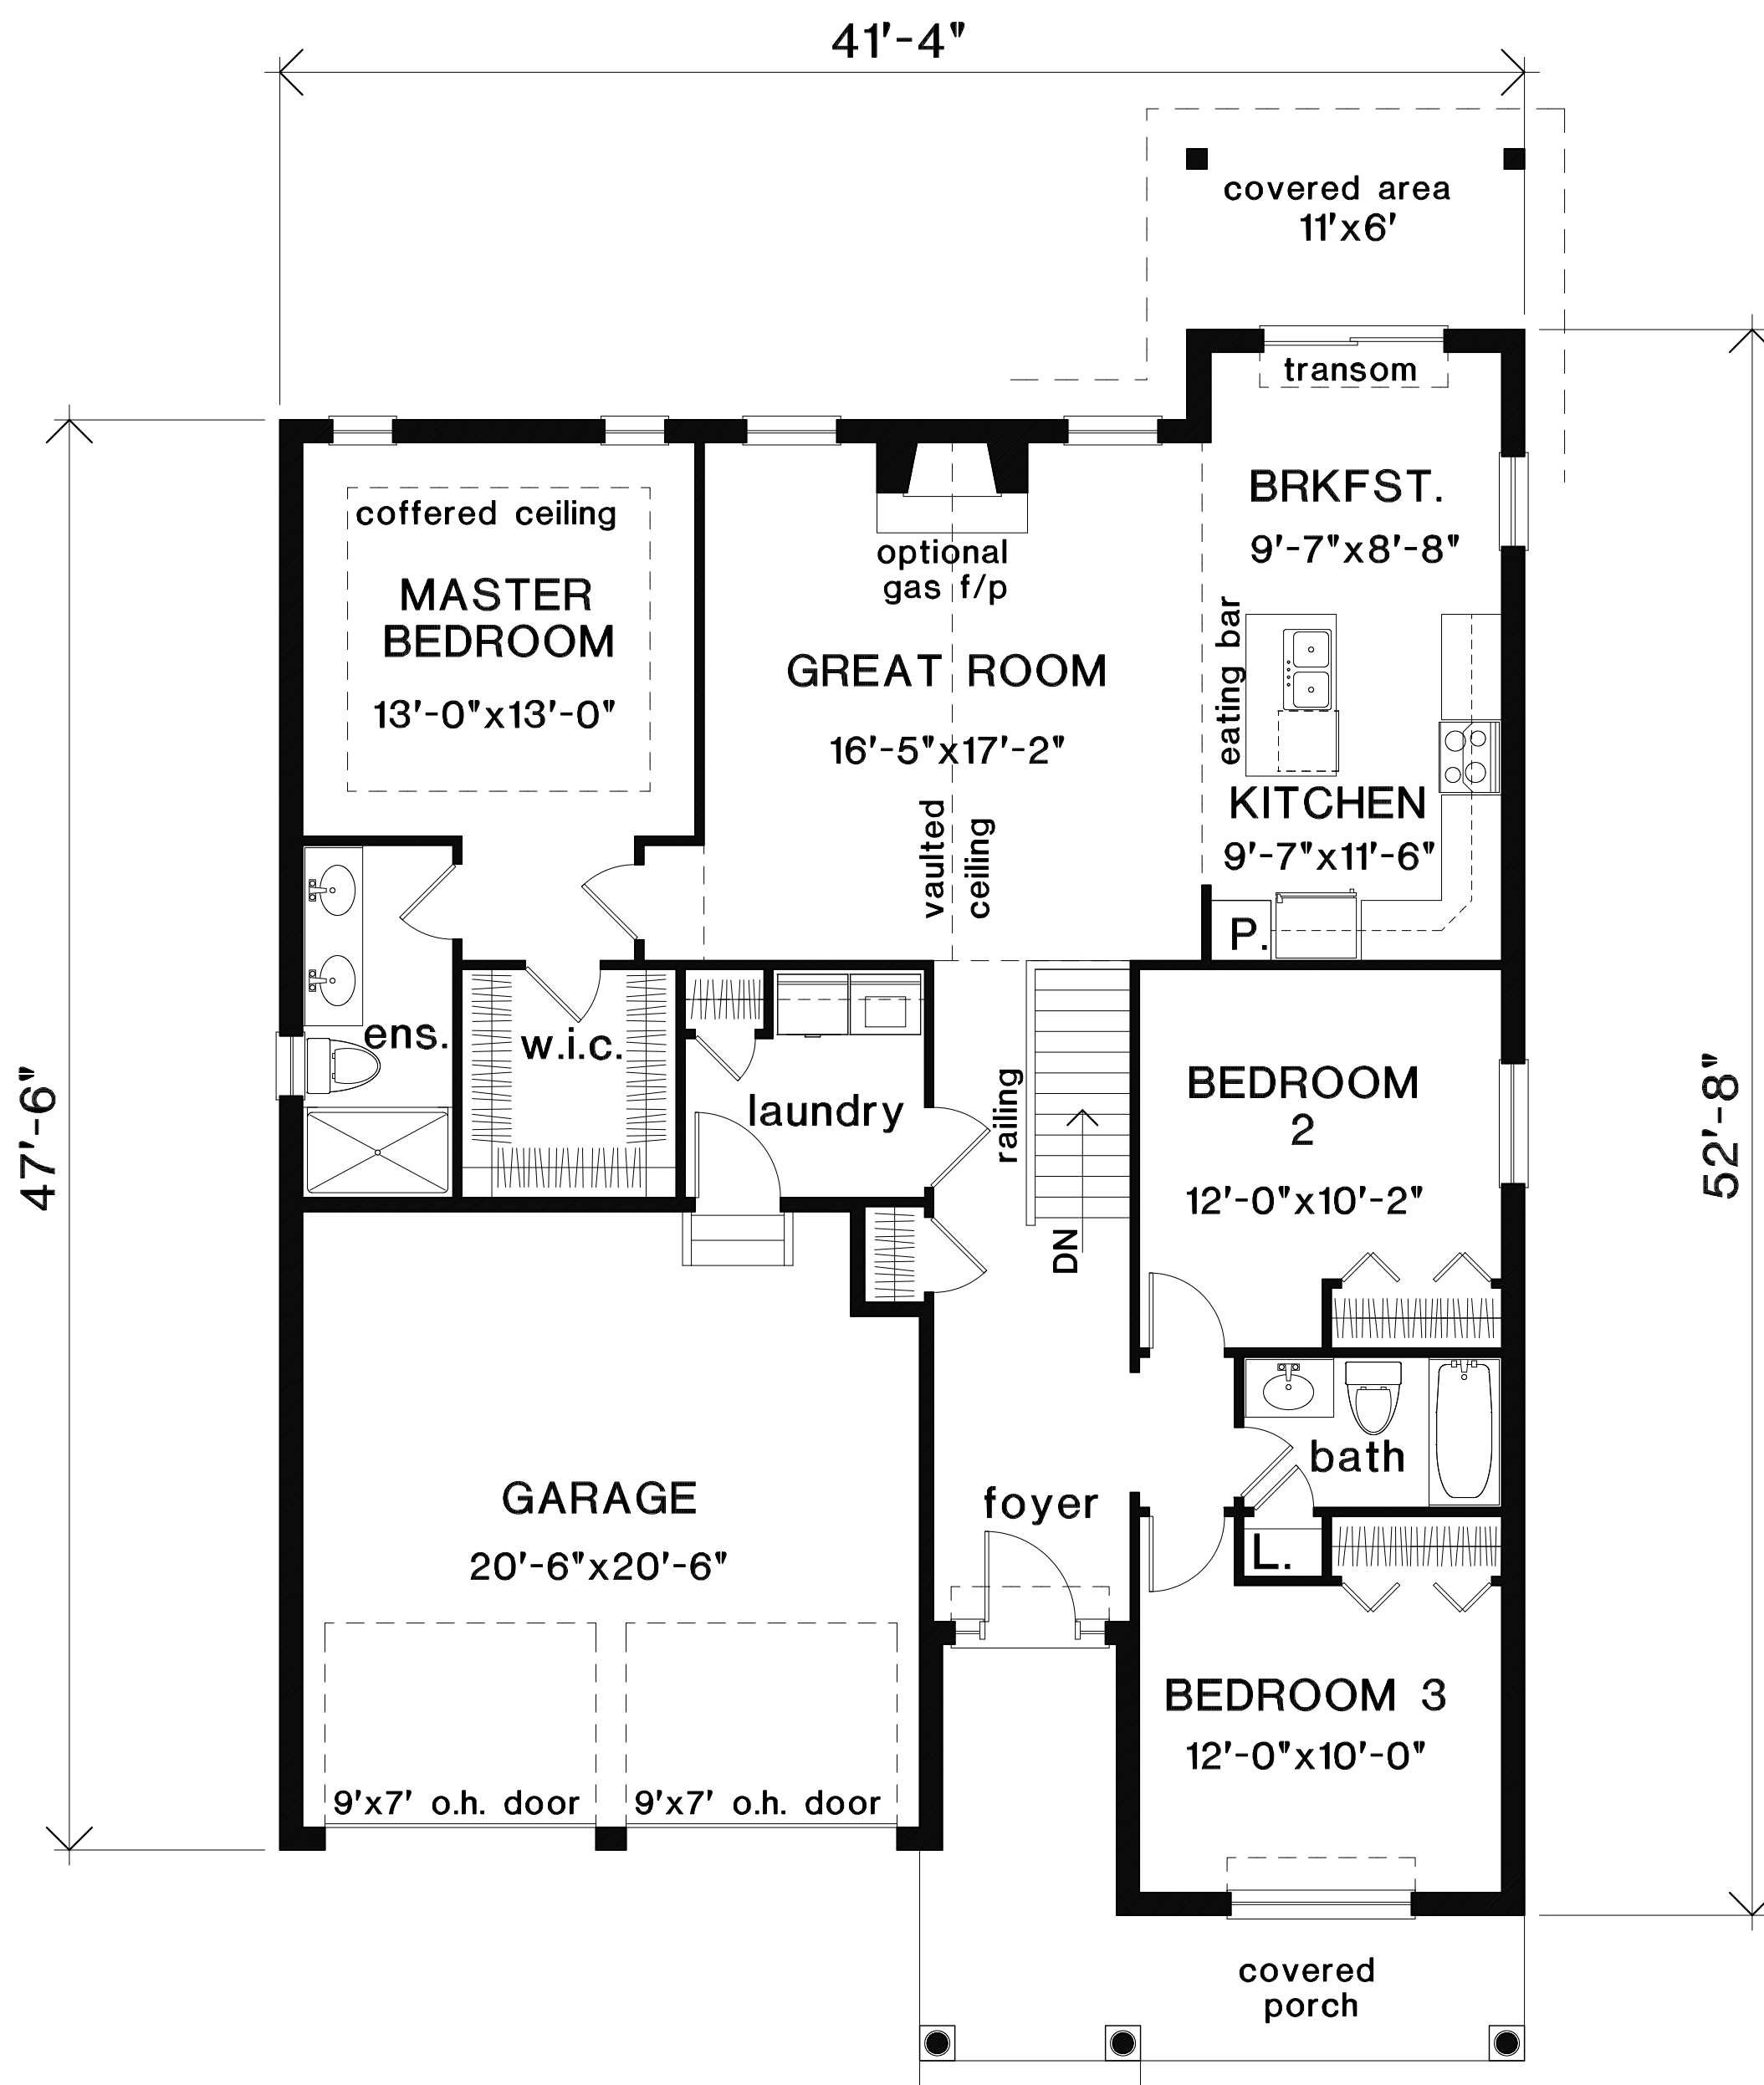 41'-4"
covered area
11'x6'
transom
coffered ceiling
MASTER
BEDROOM
13'-0"x13'-0"
optional
gas f/p
GREAT ROOM
16'-5"x17'-2"
vaulted
ceiling
BRKFST.
9'-7"x8'-8"
eating bar
KITCHEN
9'-7"x11'-6"
P.
47'-6"
52'-8"
ens.
w.i.c.
laundry
railing
DN
BEDROOM
2
12'-0"x10'-2"
bath
L.
foyer
GARAGE
20'-6"x20'-6"
9'x7' o.h. door
9'x7' o.h. door
BEDROOM 3
12'-0"x10'-0"
covered
porch